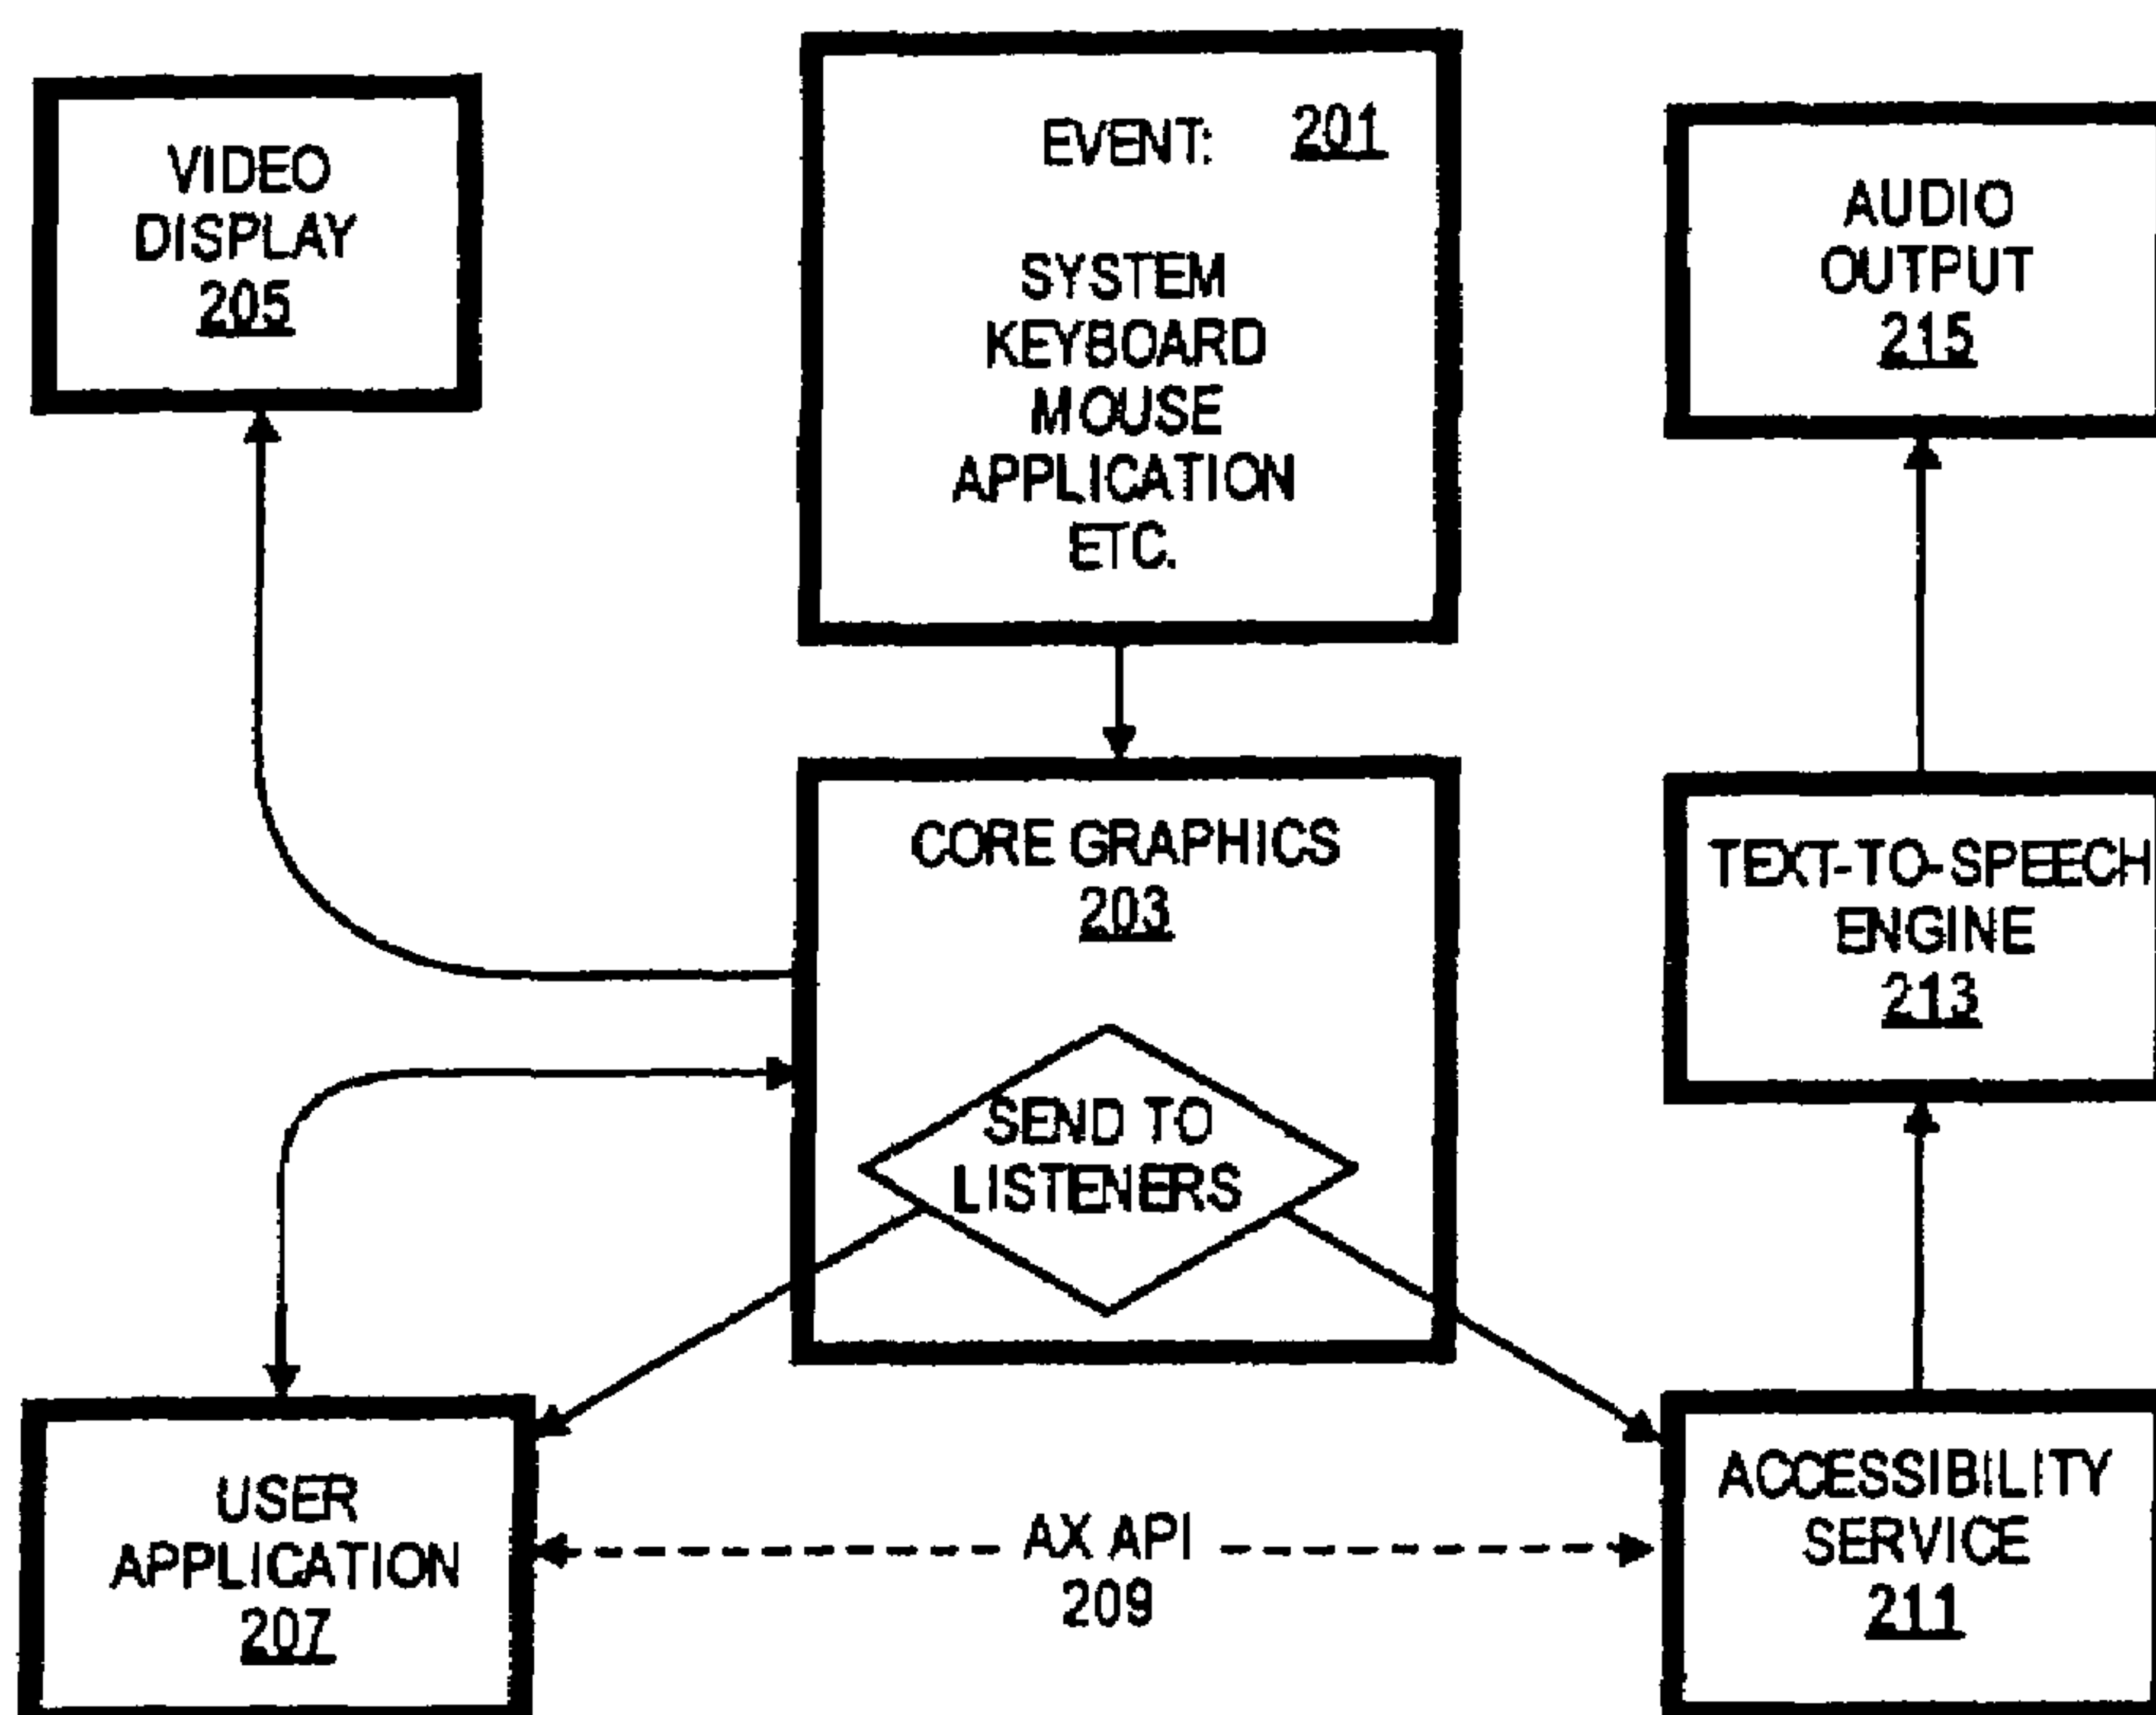 VIDEO
DISPLAY
205
EVENT: 201
SYSTEM
KEYBOARD
MOUSE
APPLICATION
ETC.
AUDIO
OUTPUT
215
CORE GRAPHICS
203
SEND TO
LISTENERS
TEXT-TO-SPEECH
ENGINE
213
USER
APPLICATION
207
AX API
209
ACCESSIBILITY
SERVICE
211